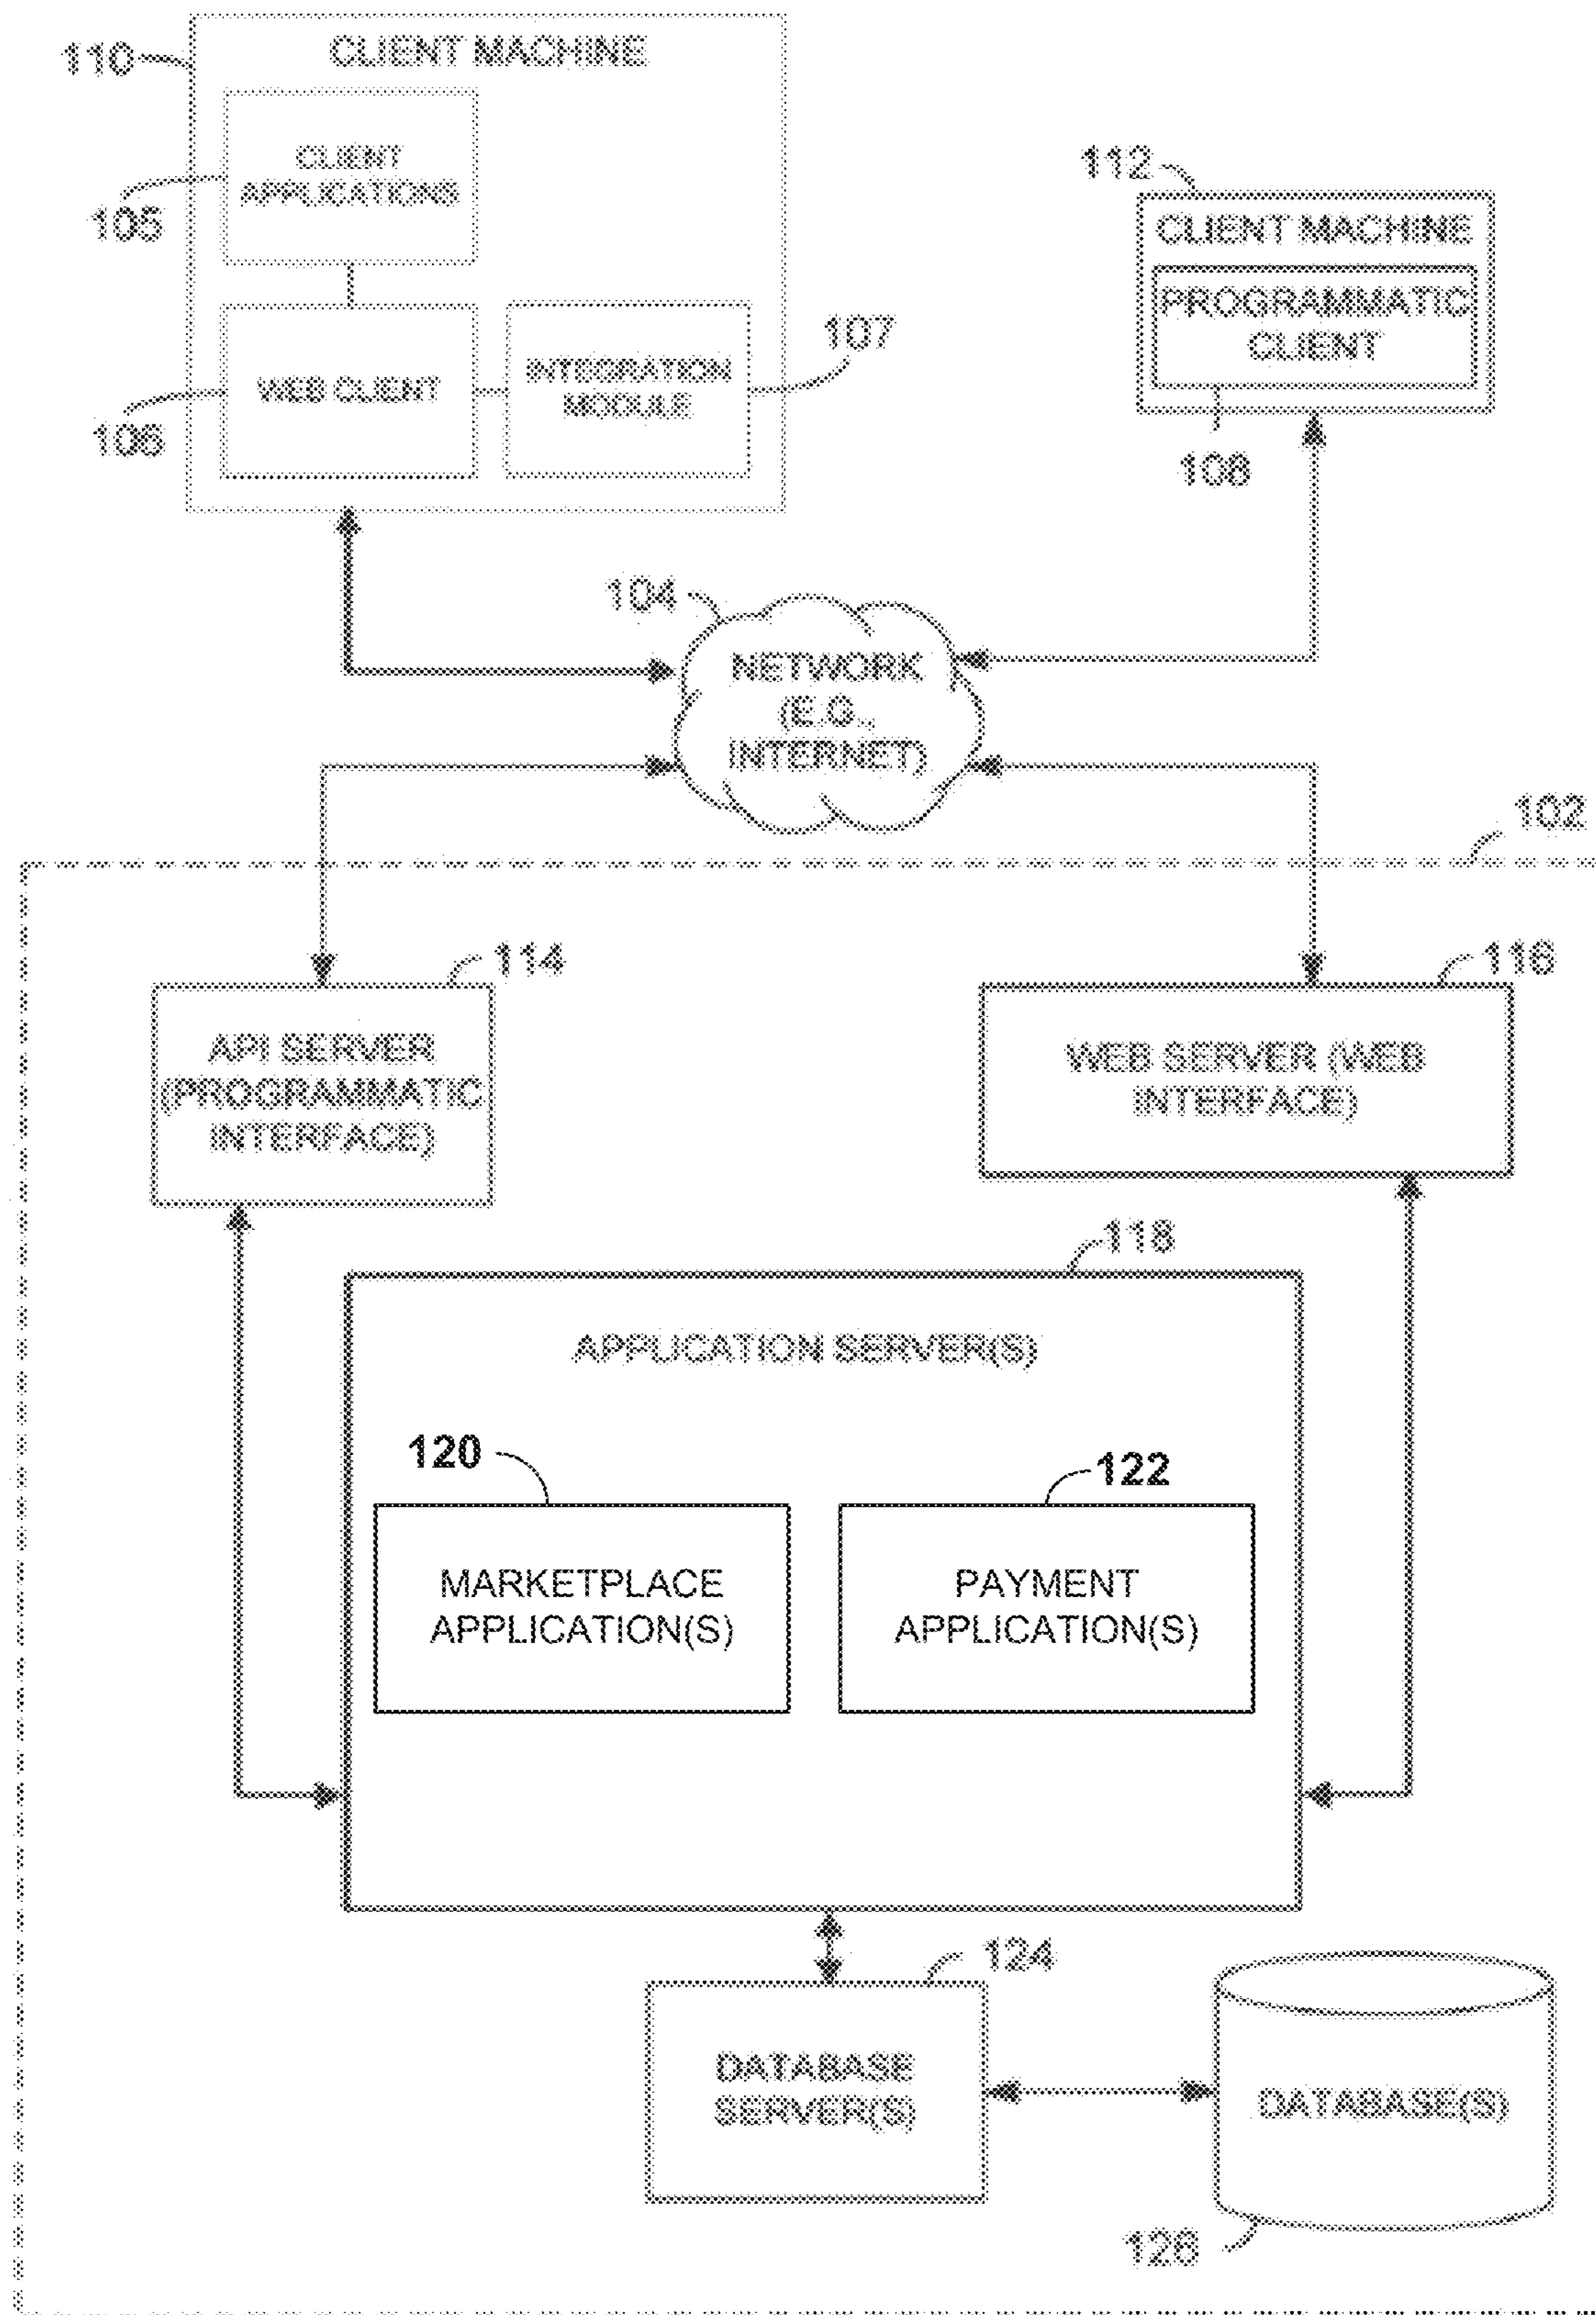 110
CLIENT MACHINE
CLIENT
APPLICATIONS
105
112
CLIENT MACHINE
PROGRAMMATIC
CLIENT
108
WEB CLIENT
106
INTEGRATION
MODULE
107
104
NETWORK
(E.G.,
INTERNET)
102
114
API SERVER
(PROGRAMMATIC
INTERFACE)
116
WEB SERVER (WEB
INTERFACE)
118
APPLICATION SERVER(S)
120
122
MARKETPLACE
APPLICATION(S)
PAYMENT
APPLICATION(S)
124
DATABASE
SERVER(S)
DATABASE(S)
126